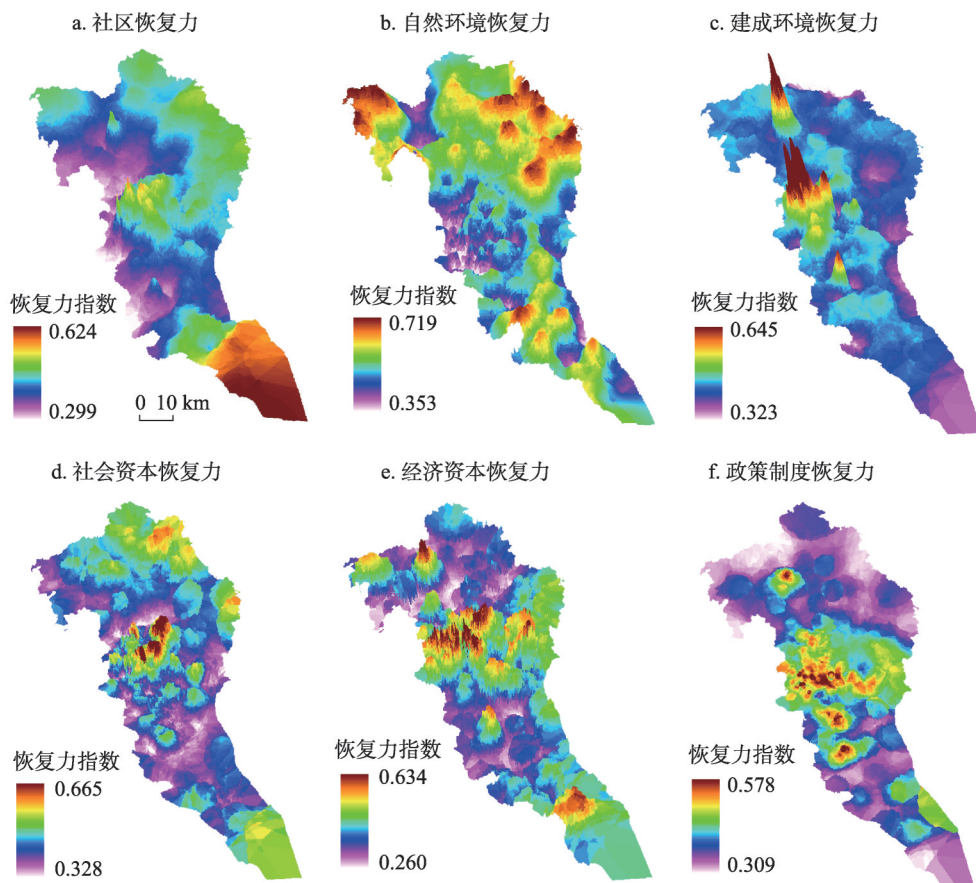 a. 社区恢复力
b. 自然环境恢复力
c. 建成环境恢复力
恢复力指数
0.624
0.299
0 10 km
恢复力指数
0.719
0.353
恢复力指数
0.645
0.323
d. 社会资本恢复力
e. 经济资本恢复力
f. 政策制度恢复力
恢复力指数
0.665
0.328
恢复力指数
0.634
0.260
恢复力指数
0.578
0.309